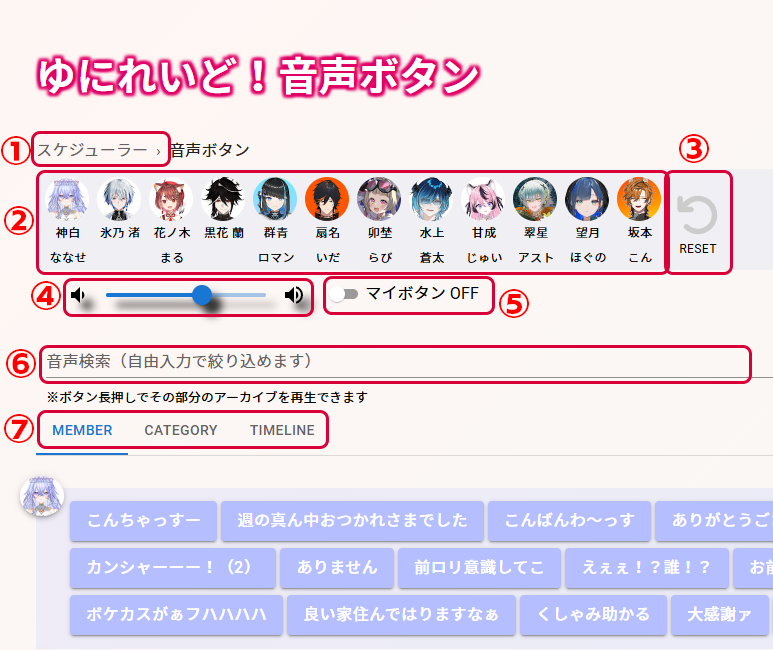 ゆにれいど！音声ボタン
① スケジューラー › 音声ボタン
③
② 神白 ななせ 氷乃 渚 花ノ木 まる 黒花 蘭 群青 ロマン 扇名 いだ 卯埜 らび 水上 蒼太 甘成 じゅい 翠星 アスト 望月 ほぐの 坂本 こん RESET
④ マイボタン OFF ⑤
⑥ 音声検索（自由入力で絞り込めます）
※ボタン長押しでその部分のアーカイブを再生できます
⑦ MEMBER CATEGORY TIMELINE
こんちゃっすー 週の真ん中おつかれさまでした こんばんわ～っす ありがとうご
カンシャーーー！（2） ありません 前ロリ意識してこ えぇぇ！？誰！？ お前
ポケカスがぁフハハハハ 良い家住んではりますなぁ くしゃみ助かる 大感謝ァ